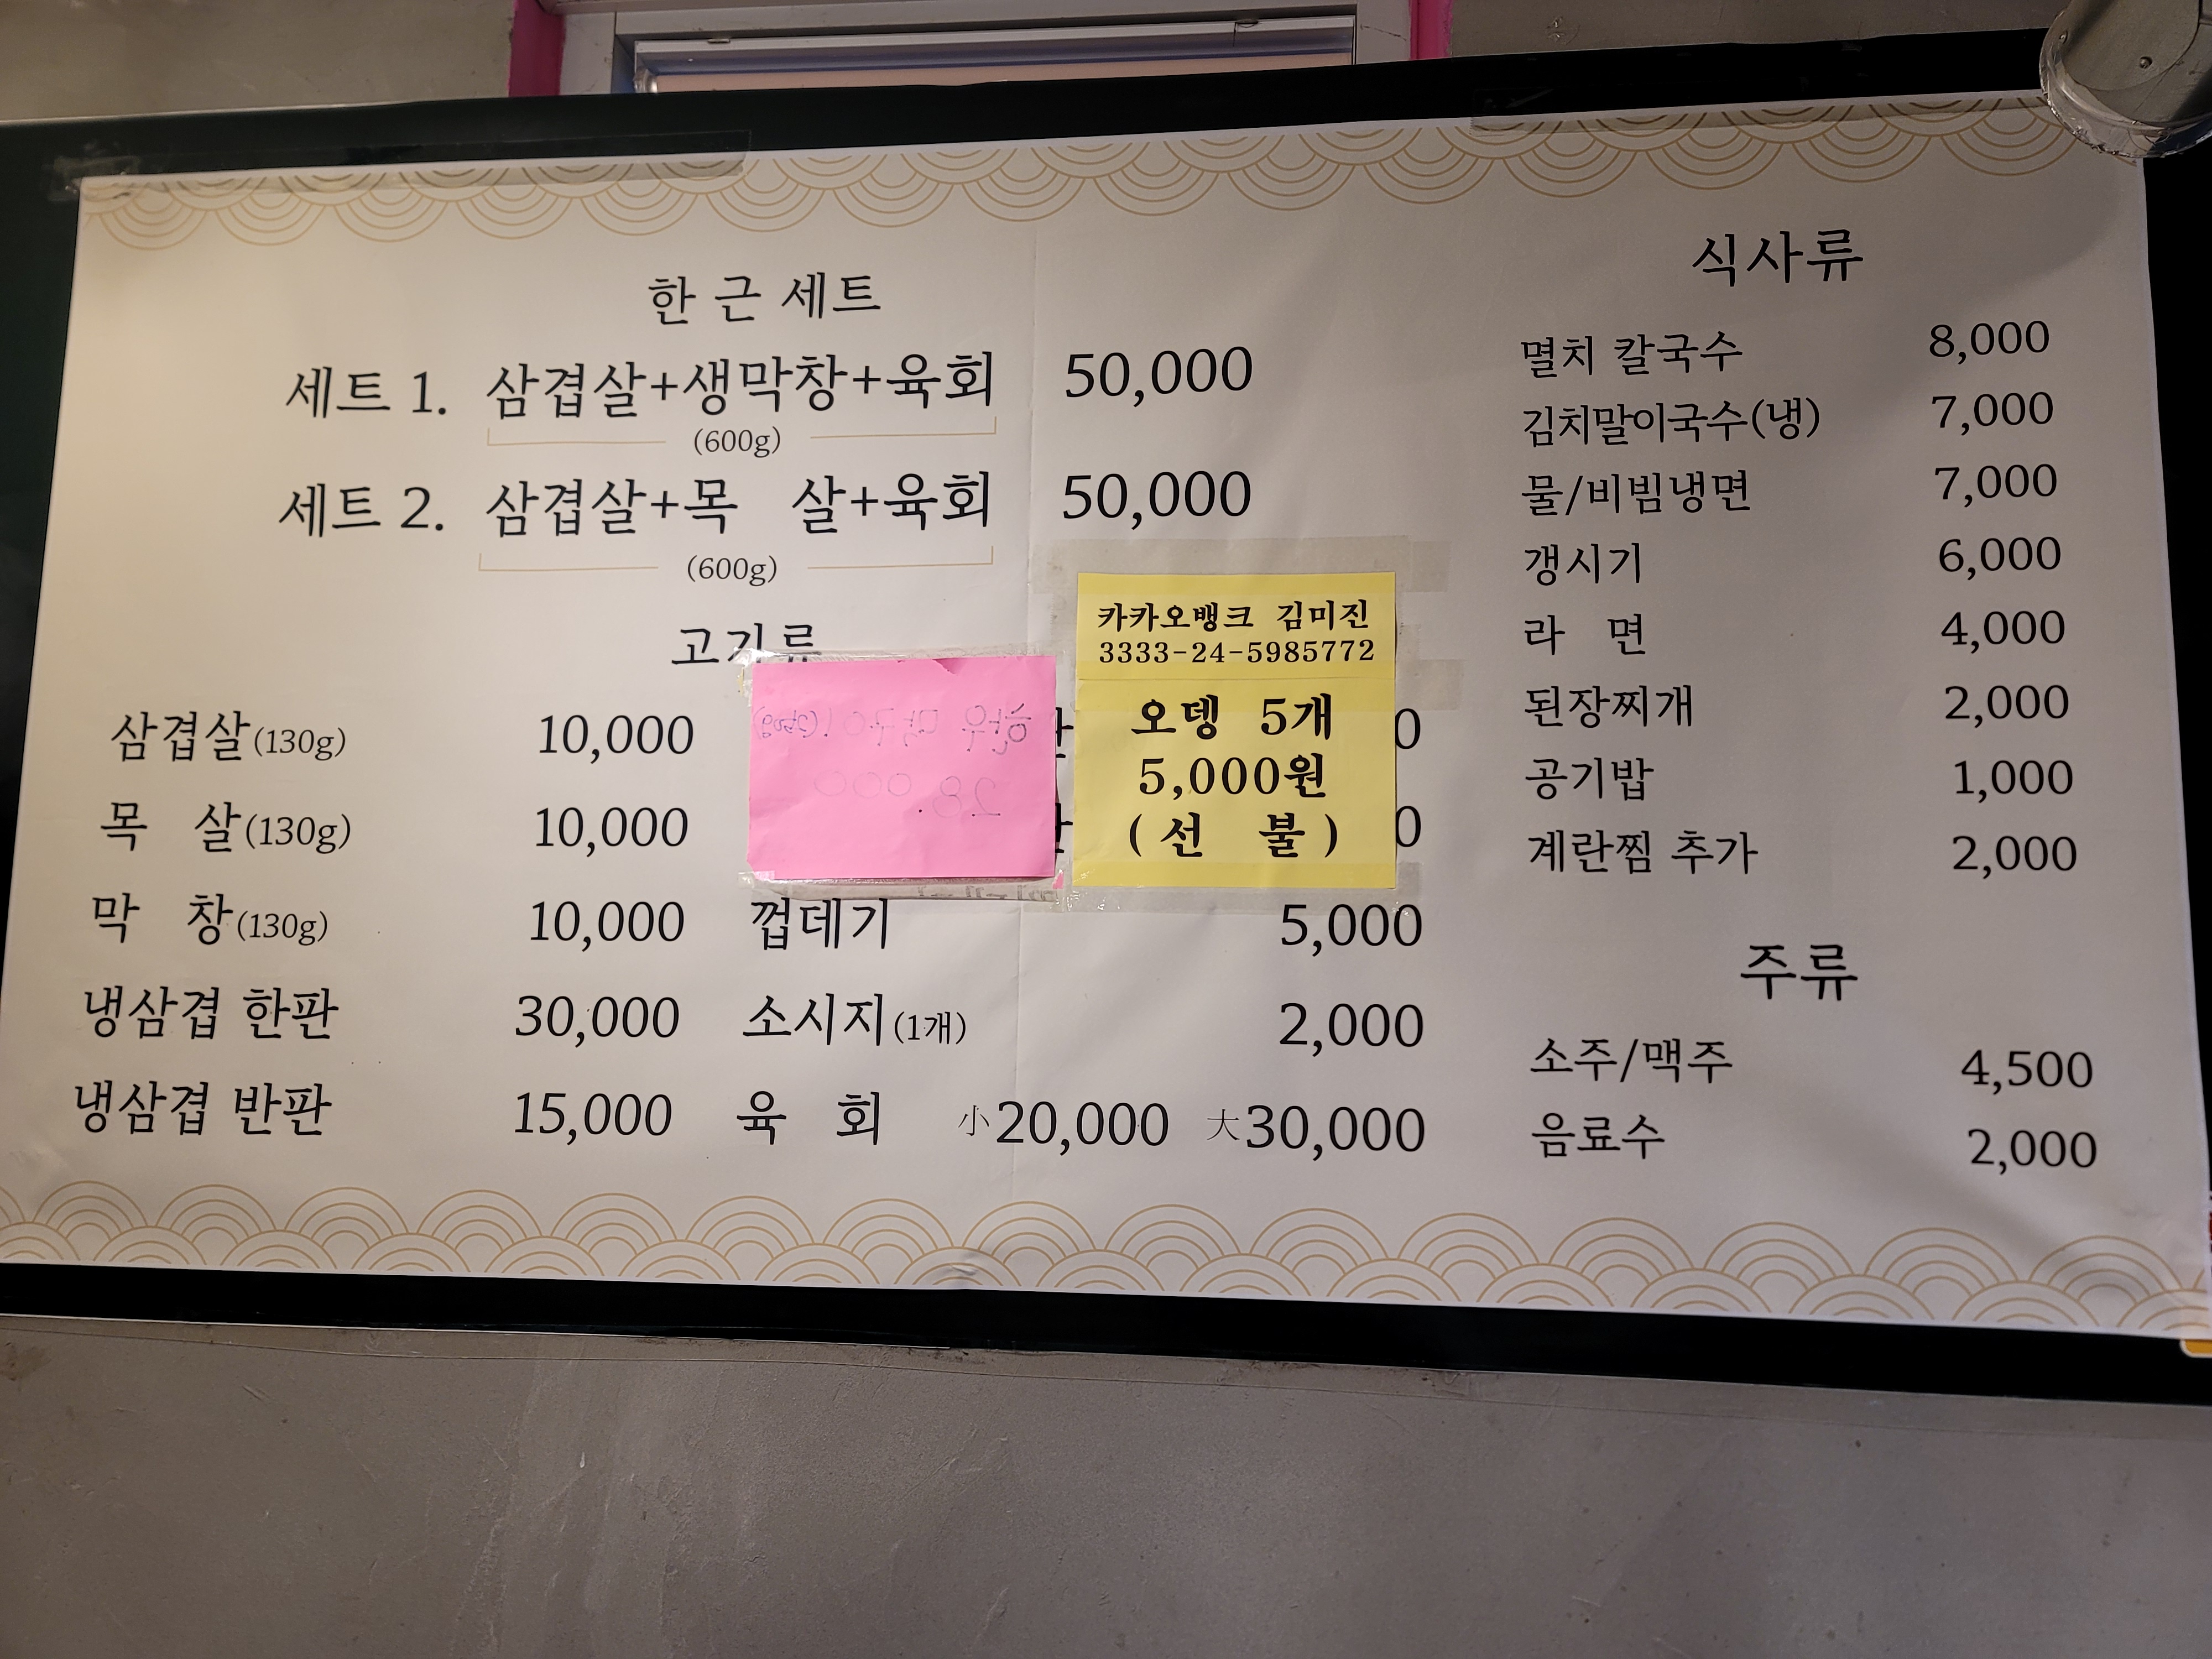 한 근 세트
세트 1. 삼겹살+생막창+육회 50,000
(600g)
세트 2. 삼겹살+목 살+육회 50,000
(600g)
고기류
삼겹살(130g) 10,000
목 살(130g) 10,000
막 창(130g) 10,000
냉삼겹 한판 30,000
냉삼겹 반판 15,000
껍데기 5,000
소시지(1개) 2,000
육 회 小20,000 大30,000
카카오뱅크 김미진
3333-24-5985772
오뎅 5개
5,000원
(선 불)
식사류
멸치 칼국수 8,000
김치말이국수(냉) 7,000
물/비빔냉면 7,000
갱시기 6,000
라 면 4,000
된장찌개 2,000
공기밥 1,000
계란찜 추가 2,000
주류
소주/맥주 4,500
음료수 2,000